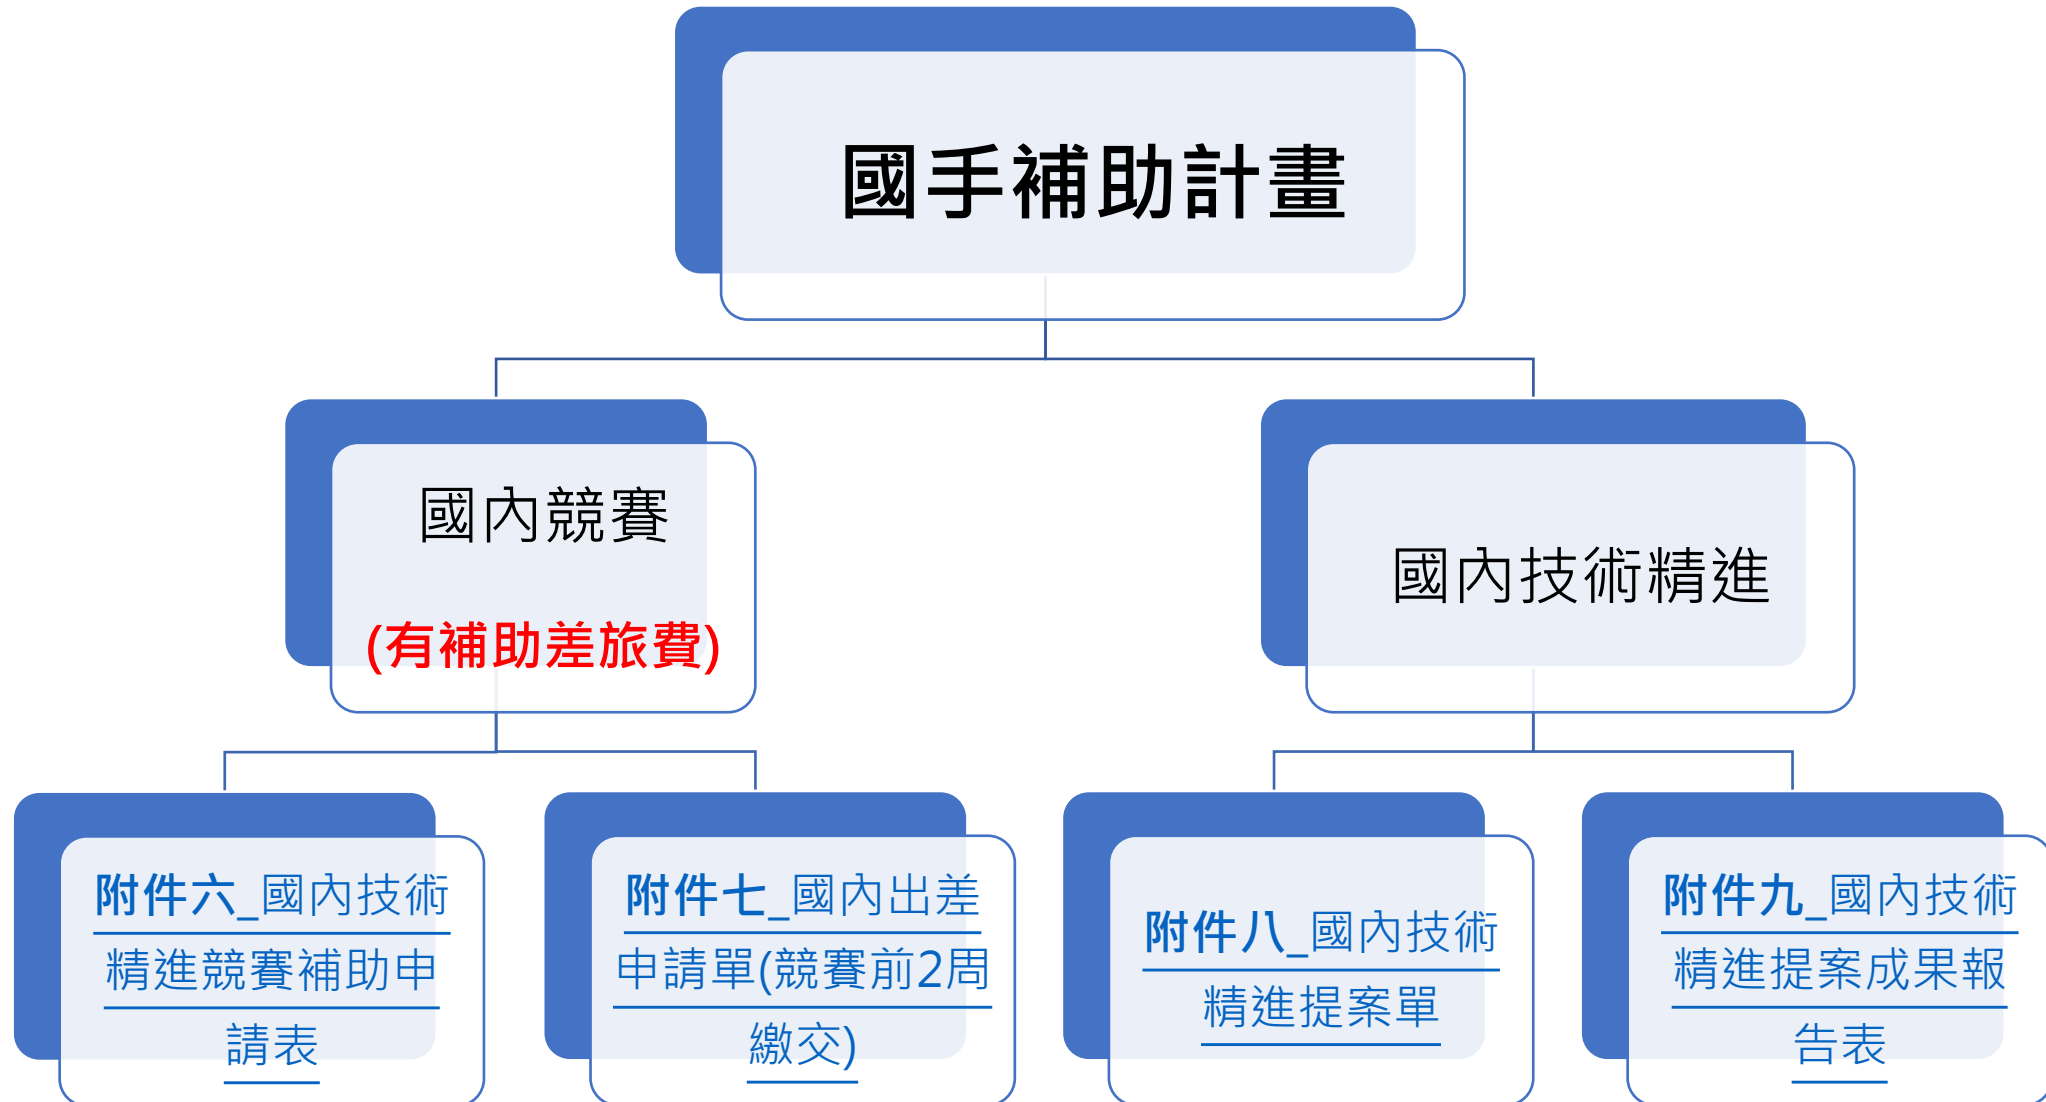 國手補助計畫
國內競賽
(有補助差旅費)
國內技術精進
附件六_國內技術
精進競賽補助申
請表
附件七_國內出差
申請單(競賽前2周
繳交)
附件八_國內技術
精進提案單
附件九_國內技術
精進提案成果報
告表